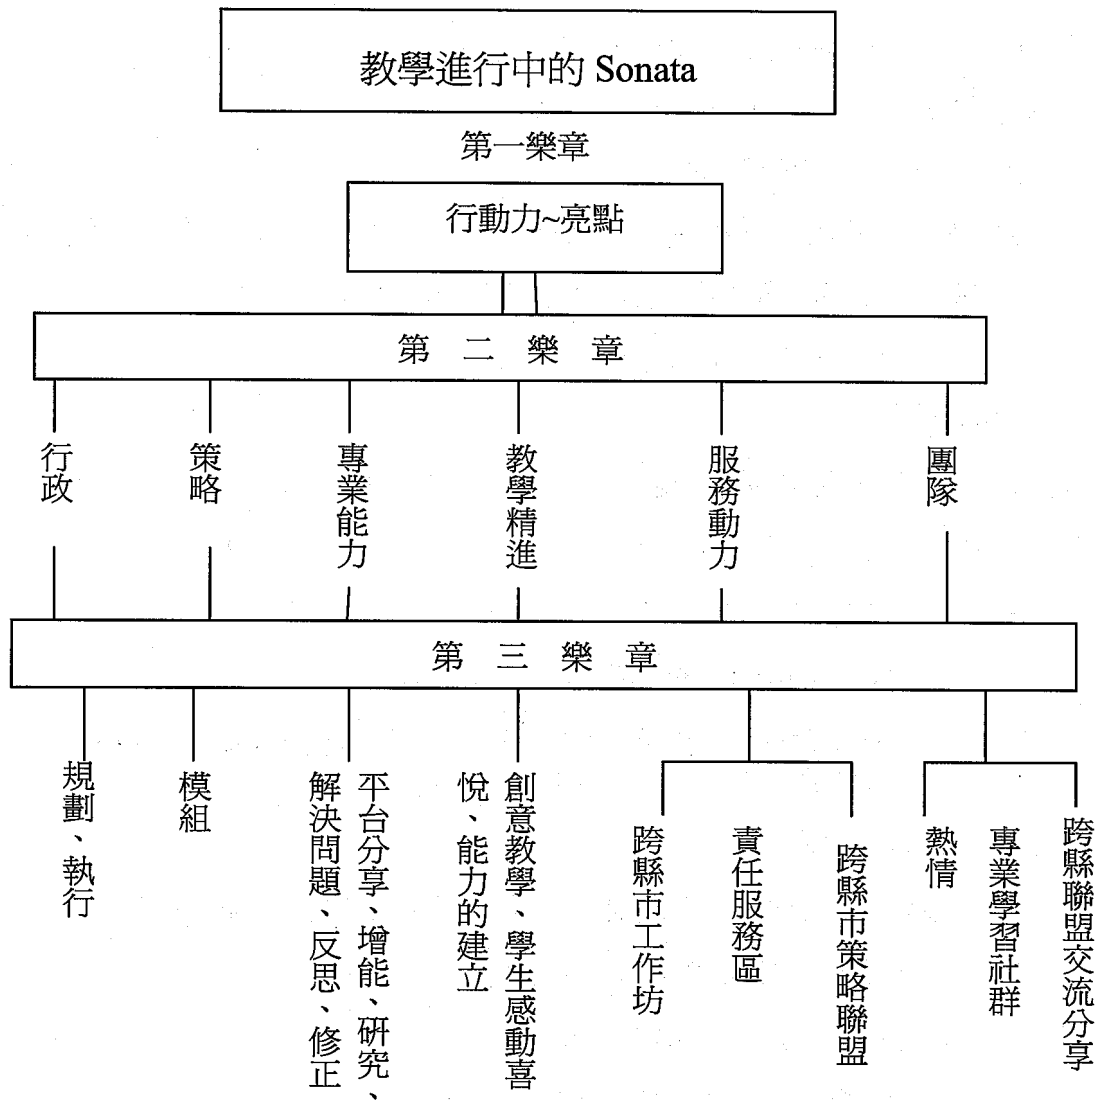 教學進行中的 Sonata
第一樂章
行動力~亮點
第 二 樂 章
行政
策略
專業能力
教學精進
服務動力
團隊
第 三 樂 章
規劃、執行
模組
平台分享、增能、研究、
解決問題、反思、修正
創意教學、學生感動喜
悅、能力的建立
跨縣市工作坊
責任服務區
跨縣市策略聯盟
熱情
專業學習社群
跨縣聯盟交流分享